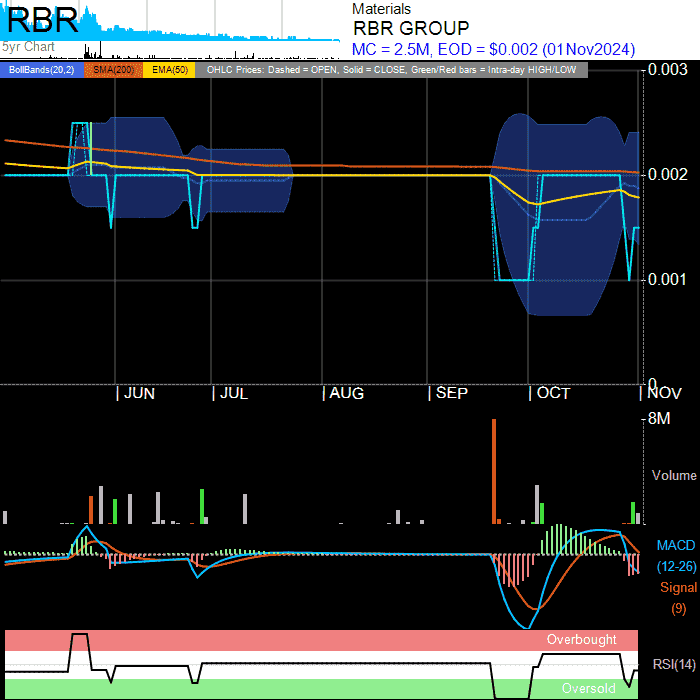 RBR
5yr Chart
Materials
RBR GROUP
MC = 2.5M, EOD = $0.002 (01Nov2024)
BollBands(20,2) SMA(200) EMA(50) OHLC Prices: Dashed = OPEN, Solid = CLOSE, Green/Red bars = Intra-day HIGH/LOW
0.003
0.002
0.001
0
JUN JUL AUG SEP OCT NOV
8M
Volume
MACD
(12-26)
Signal
(9)
Overbought
RSI(14)
Oversold